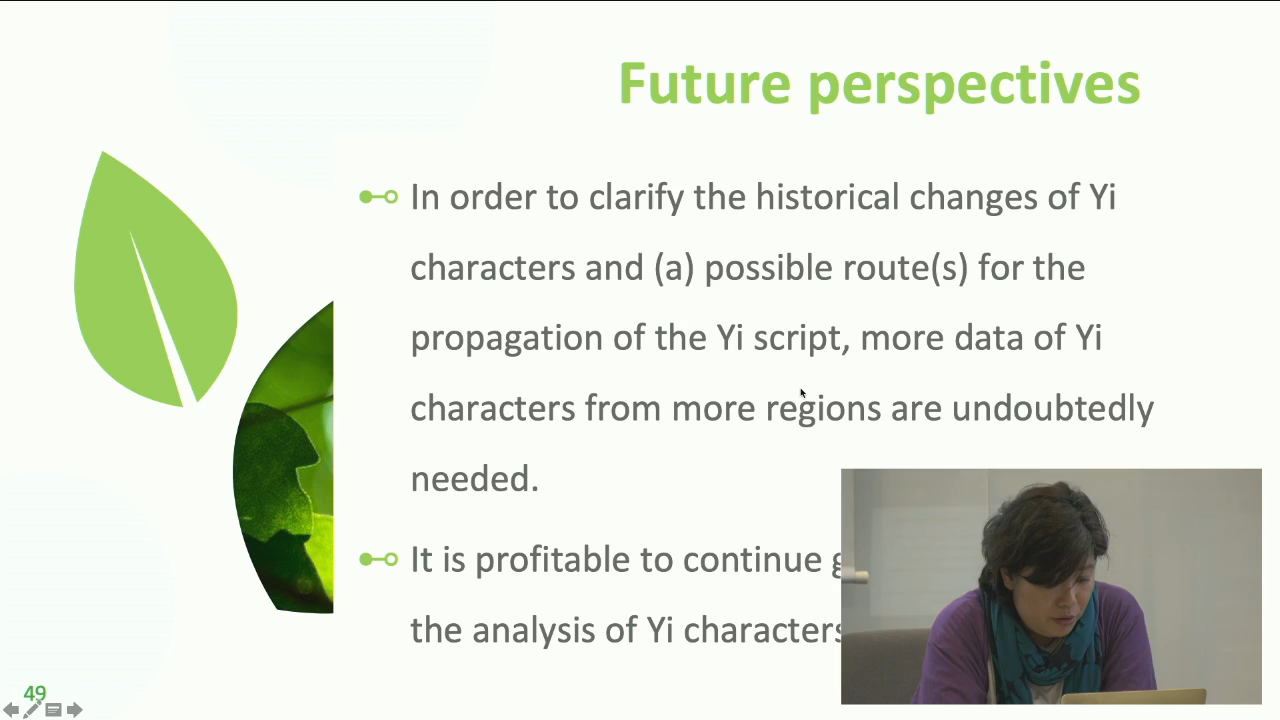 Future perspectives
In order to clarify the historical changes of Yi
characters and (a) possible route(s) for the
propagation of the Yi script, more data of Yi
characters from more regions are undoubtedly
needed.
It is profitable to continue
the analysis of Yi characters
49